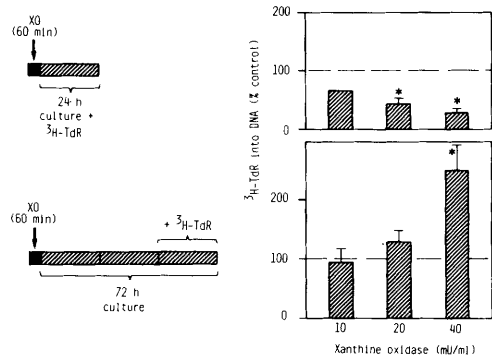 XO
(60 min)
24 h
culture +
³H-TdR
XO
(60 min)
+ ³H-TdR
72 h
culture
³H-TdR into DNA (% control)
200
100
0
*
*
200
100
0
*
10
20
40
Xanthine oxidase (mU/ml)